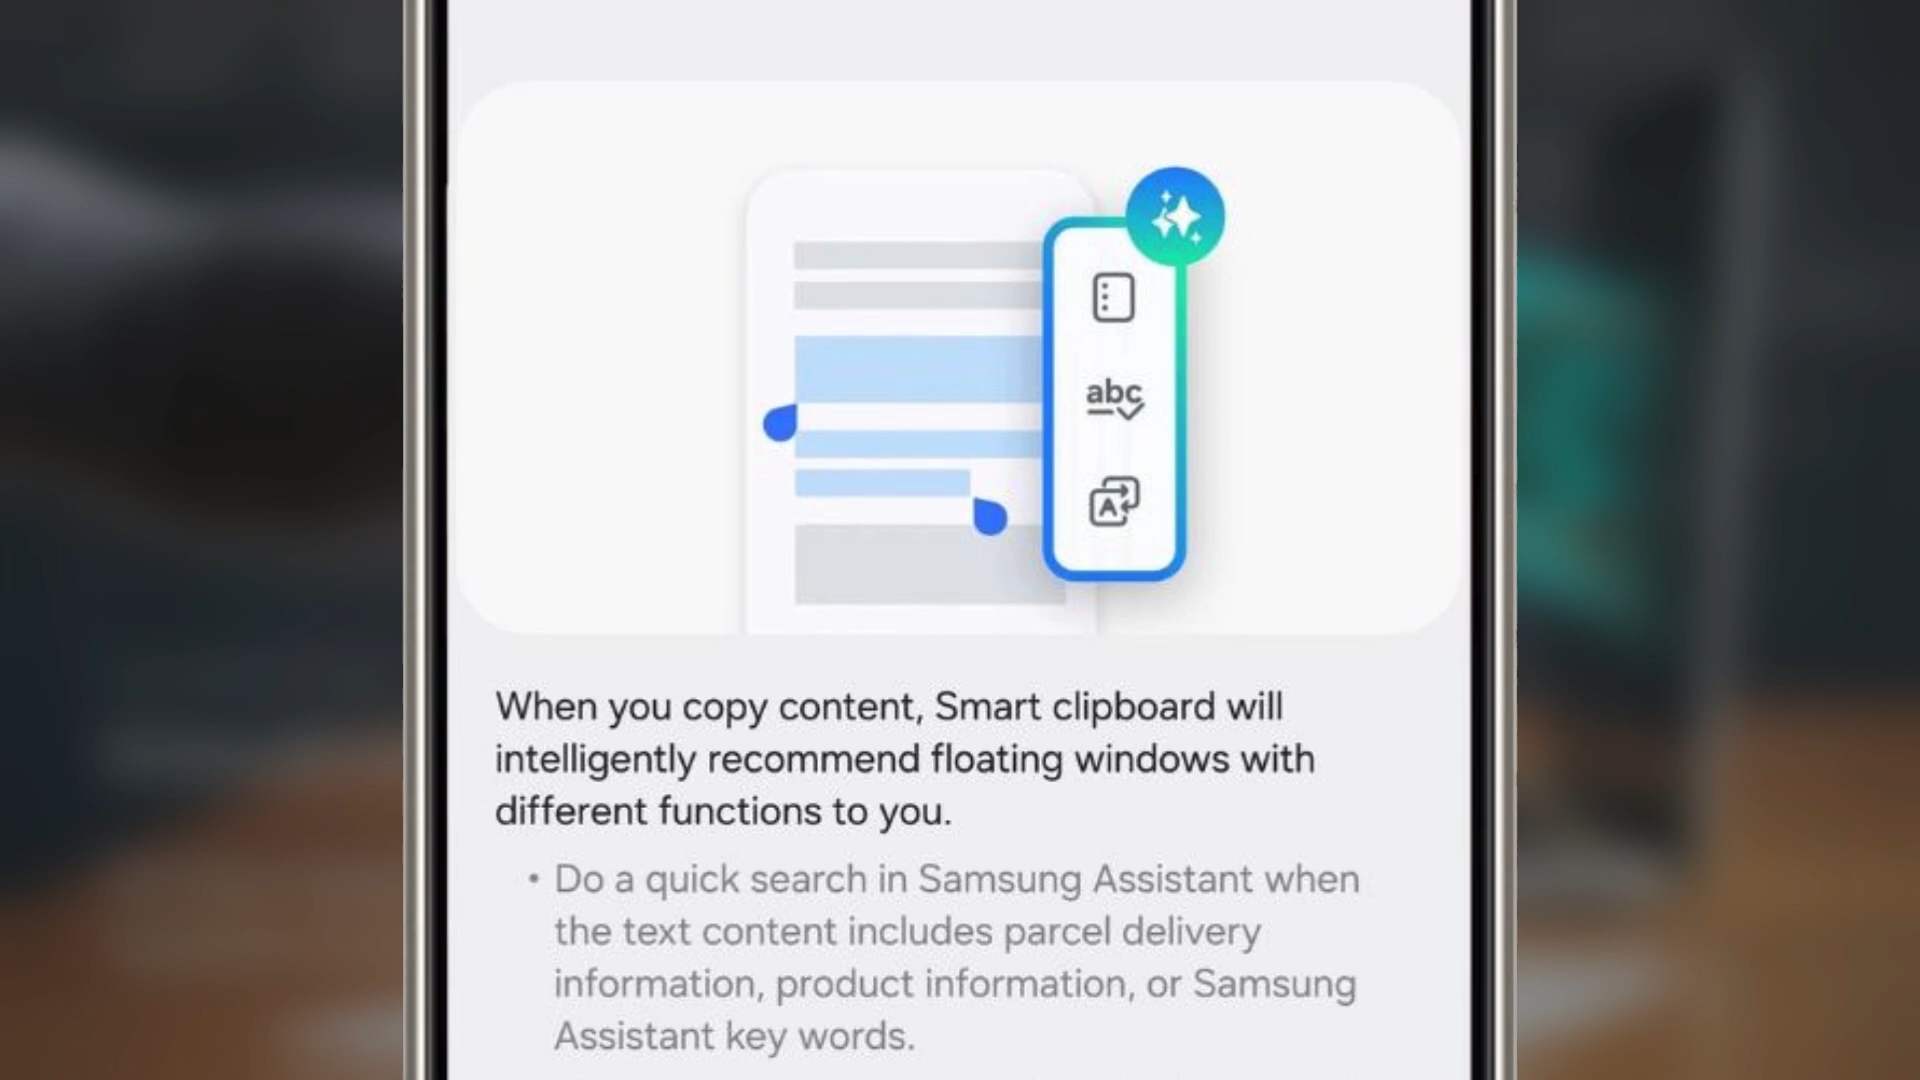 abc
A
When you copy content, Smart clipboard will
intelligently recommend floating windows with
different functions to you.
• Do a quick search in Samsung Assistant when
the text content includes parcel delivery
information, product information, or Samsung
Assistant key words.